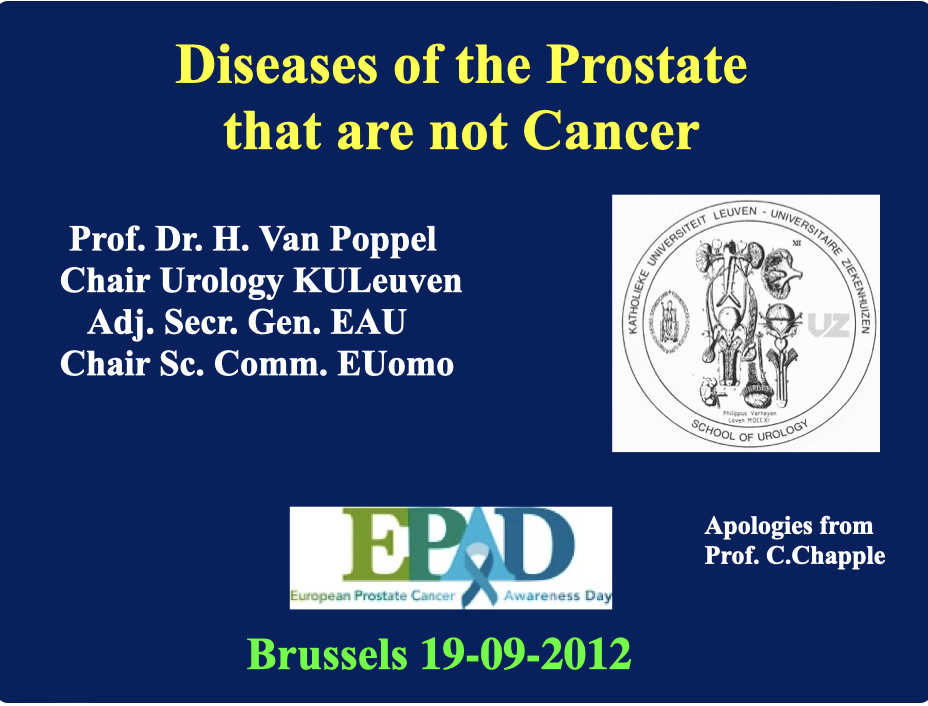 Diseases of the Prostate
that are not Cancer
Prof. Dr. H. Van Poppel
Chair Urology KULeuven
Adj. Secr. Gen. EAU
Chair Sc. Comm. EUomo
KATHOLIEKE UNIVERSITEIT LEUVEN - UNIVERSITAIRE ZIEKENHUIZEN
XII
UZ
Philippus Verheyen
Loven MDCCXI
SCHOOL OF UROLOGY
Apologies from
Prof. C.Chapple
EPAD
European Prostate Cancer Awareness Day
Brussels 19-09-2012